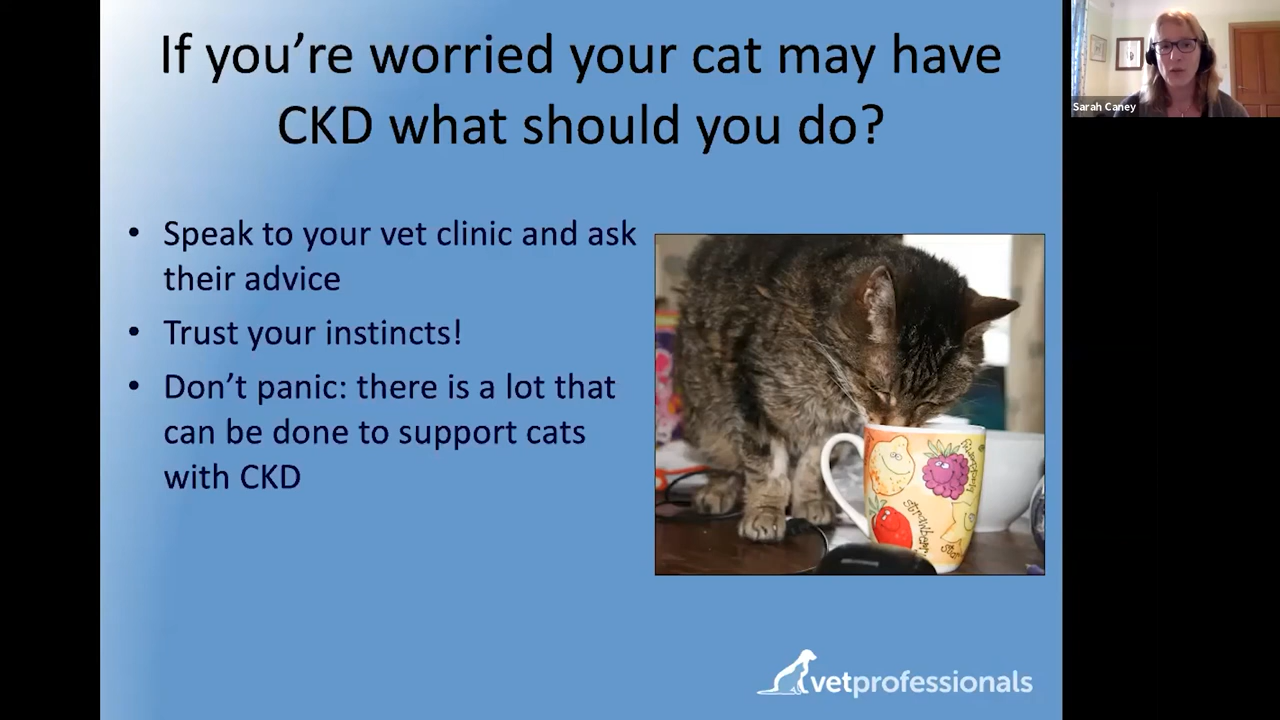 If you're worried your cat may have
CKD what should you do?
Sarah Caney
• Speak to your vet clinic and ask
their advice
• Trust your instincts!
• Don't panic: there is a lot that
can be done to support cats
with CKD
vetprofessionals